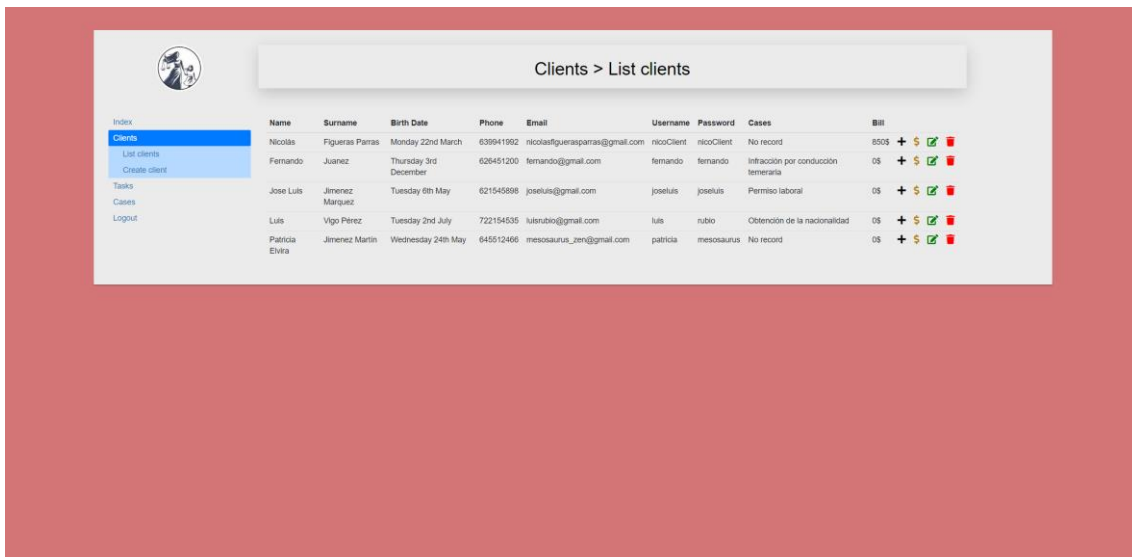 Clients > List clients
Index
Clients
List clients
Create client
Tasks
Cases
Logout
Name Surname Birth Date Phone Email Username Password Cases Bill
Nicolás Figueras Parras Monday 22nd March 639941992 nicolasfiguerasparras@gmail.com nicoClient nicoClient No record 850$ $
Fernando Juanez Thursday 3rd 626451200 fernando@gmail.com fernando fernando Infracción por conducción 0$ $
December temeraria
Jose Luis Jimenez Tuesday 6th May 621545898 joseluis@gmail.com joseluis joseluis Permiso laboral 0$ $
Marquez
Luis Vigo Pérez Tuesday 2nd July 722154535 luisrubio@gmail.com luis rubio Obtención de la nacionalidad 0$ $
Patricia Jimenez Martín Wednesday 24th May 645512466 mesosaurus_zen@gmail.com patricia mesosaurus No record 0$ $
Elvira